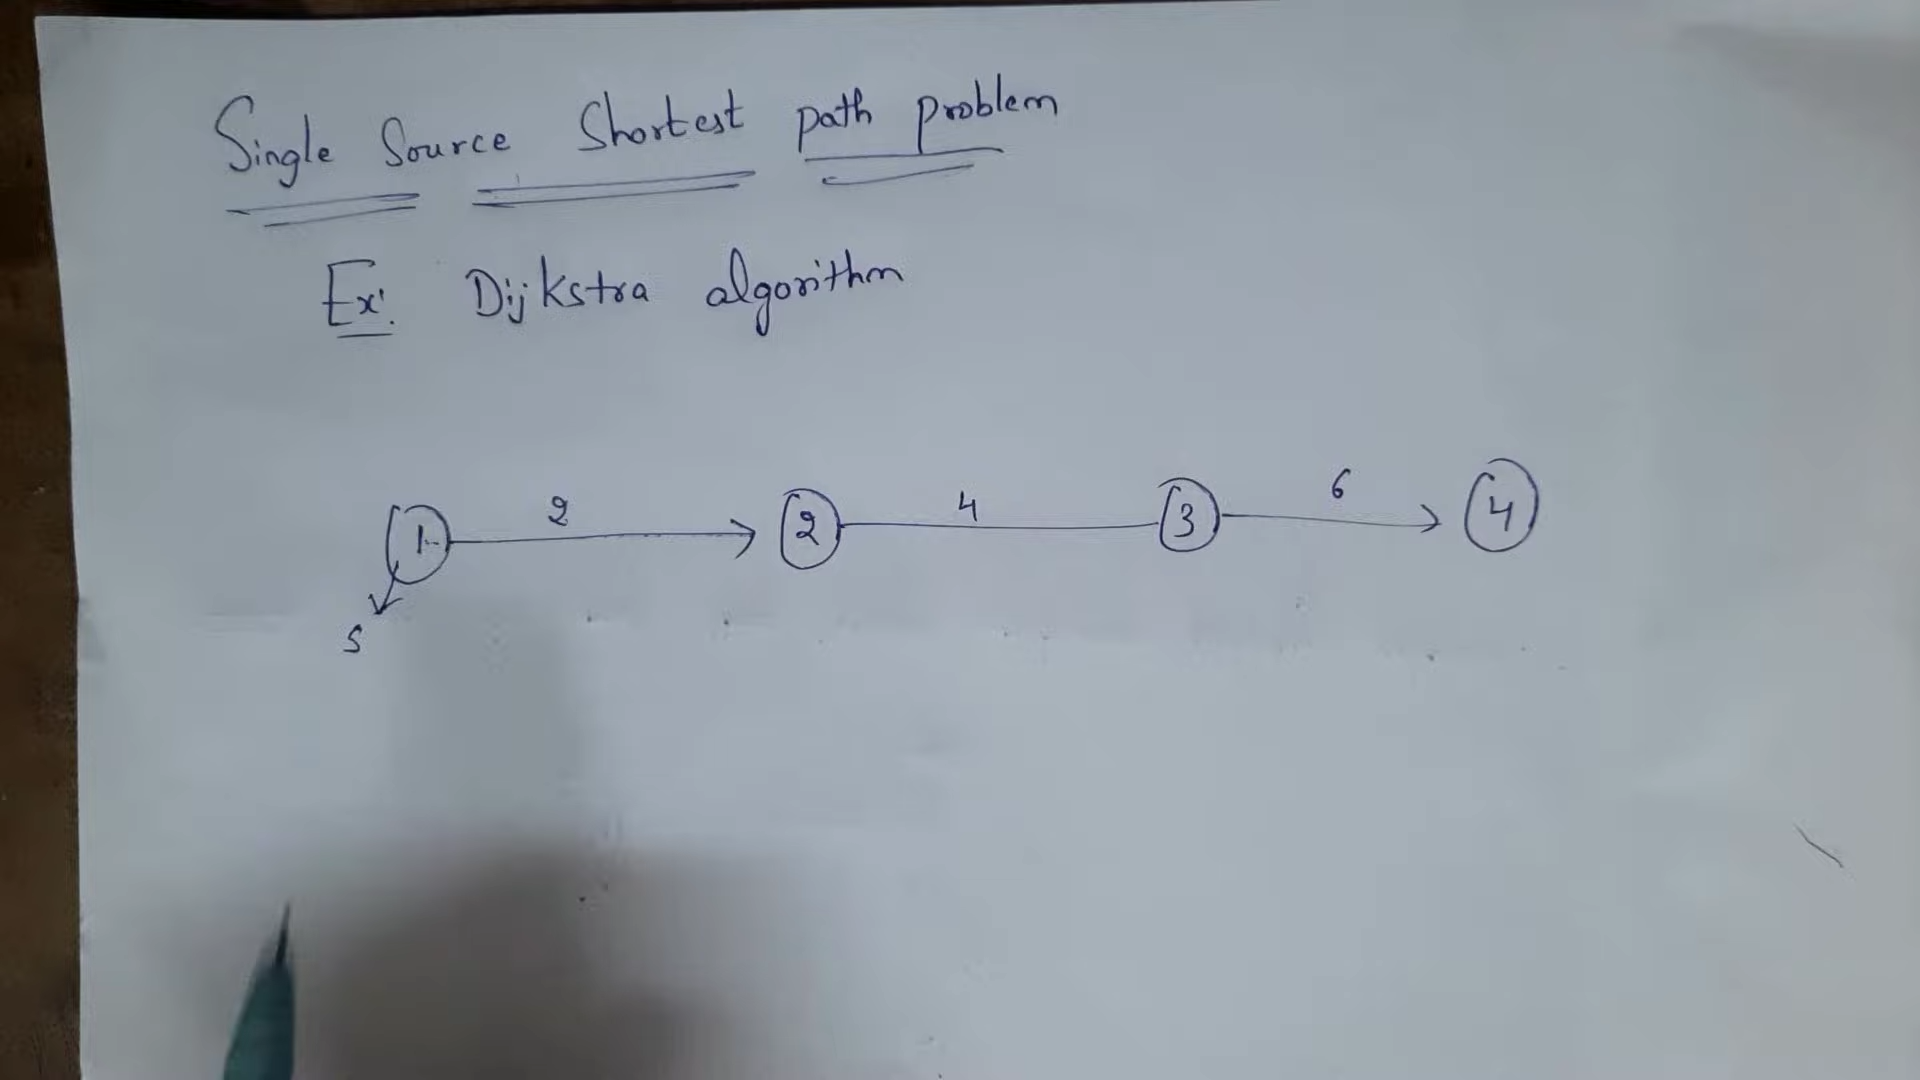 Single Source Shortest path problem
Ex: Dijkstra algorithm
1 2 2 4 3 6 4
S